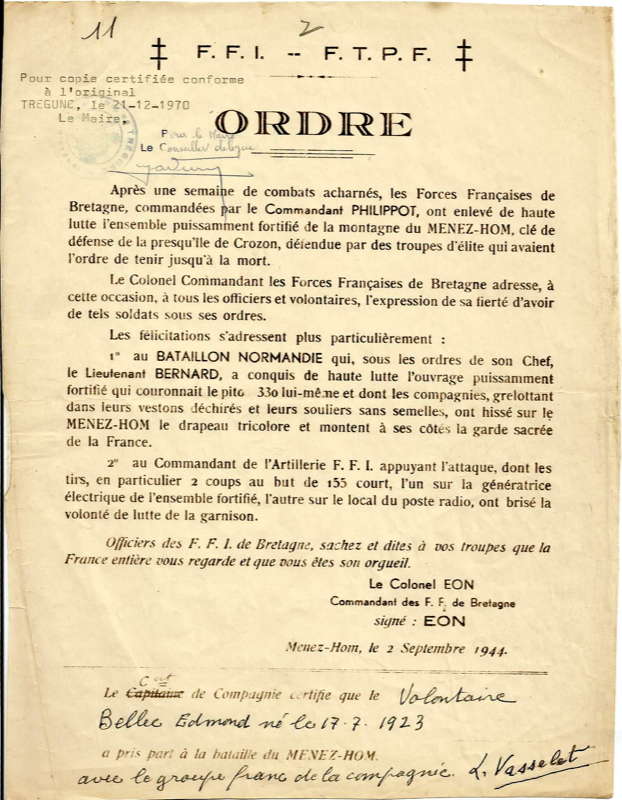 11 2
‡ F. F. I. -- F. T. P. F. ‡
Pour copie certifiée conforme
à l'original
TREGUNC, le 21-12-1970
Le Maire,
ORDRE
Pour le Maire
Le Conseiller délégué
Après une semaine de combats acharnés, les Forces Françaises de
Bretagne, commandées par le Commandant PHILIPPOT, ont enlevé de haute
lutte l'ensemble puissamment fortifié de la montagne du MENEZ-HOM, clé de
défense de la presqu'île de Crozon, défendue par des troupes d'élite qui avaient
l'ordre de tenir jusqu'à la mort.
Le Colonel Commandant les Forces Françaises de Bretagne adresse, à
cette occasion, à tous les officiers et volontaires, l'expression de sa fierté d'avoir
de tels soldats sous ses ordres.
Les félicitations s'adressent plus particulièrement :
1° au BATAILLON NORMANDIE qui, sous les ordres de son Chef,
le Lieutenant BERNARD, a conquis de haute lutte l'ouvrage puissamment
fortifié qui couronnait le pito 330 lui-même et dont les compagnies, grelottant
dans leurs vestons déchirés et leurs souliers sans semelles, ont hissé sur le
MENEZ-HOM le drapeau tricolore et montent à ses côtés la garde sacrée
de la France.
2° au Commandant de l'Artillerie F. F. I. appuyant l'attaque, dont les
tirs, en particulier 2 coups au but de 155 court, l'un sur la génératrice
électrique de l'ensemble fortifié, l'autre sur le local du poste radio, ont brisé la
volonté de lutte de la garnison.
Officiers des F. F. I. de Bretagne, sachez et dites à vos troupes que la
France entière vous regarde et que vous êtes son orgueil.
Le Colonel EON
Commandant des F. F. de Bretagne
signé : EON
Menez-Hom, le 2 Septembre 1944.
Cdt
Le Capitaine de Compagnie certifie que le Volontaire
Bellec Edmond né le 17.7.1923
a pris part à la bataille du MENEZ-HOM.
avec le groupe franc de la compagnie. L. Vasselet